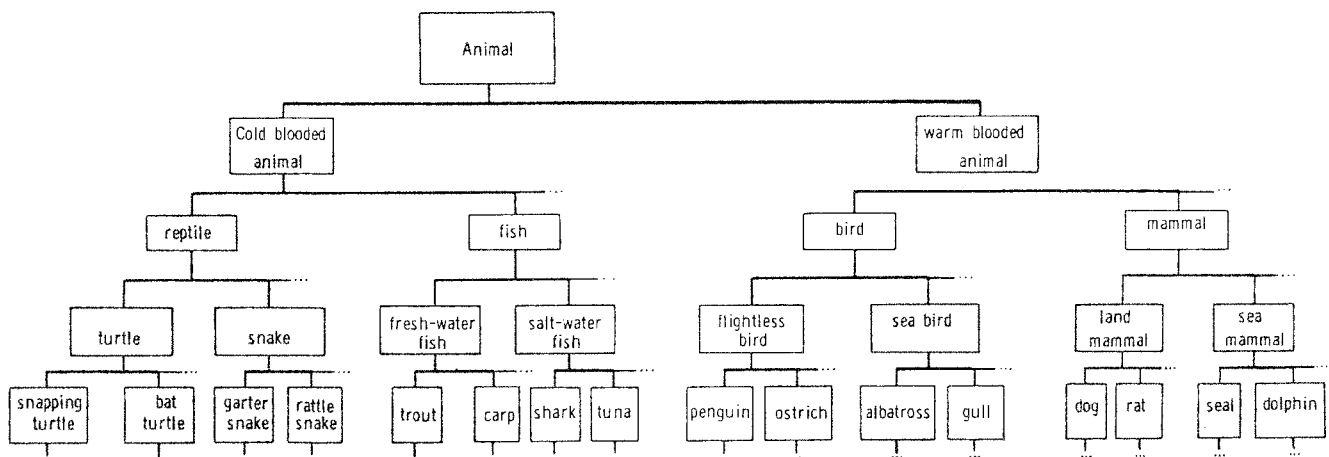 Animal
Cold blooded
animal
warm blooded
animal
reptile
fish
bird
mammal
turtle
snake
fresh-water
fish
salt-water
fish
flightless
bird
sea bird
land
mammal
sea
mammal
snapping
turtle
bat
turtle
garter
snake
rattle
snake
trout
carp
shark
tuna
penguin
ostrich
albatross
gull
dog
rat
seal
dolphin